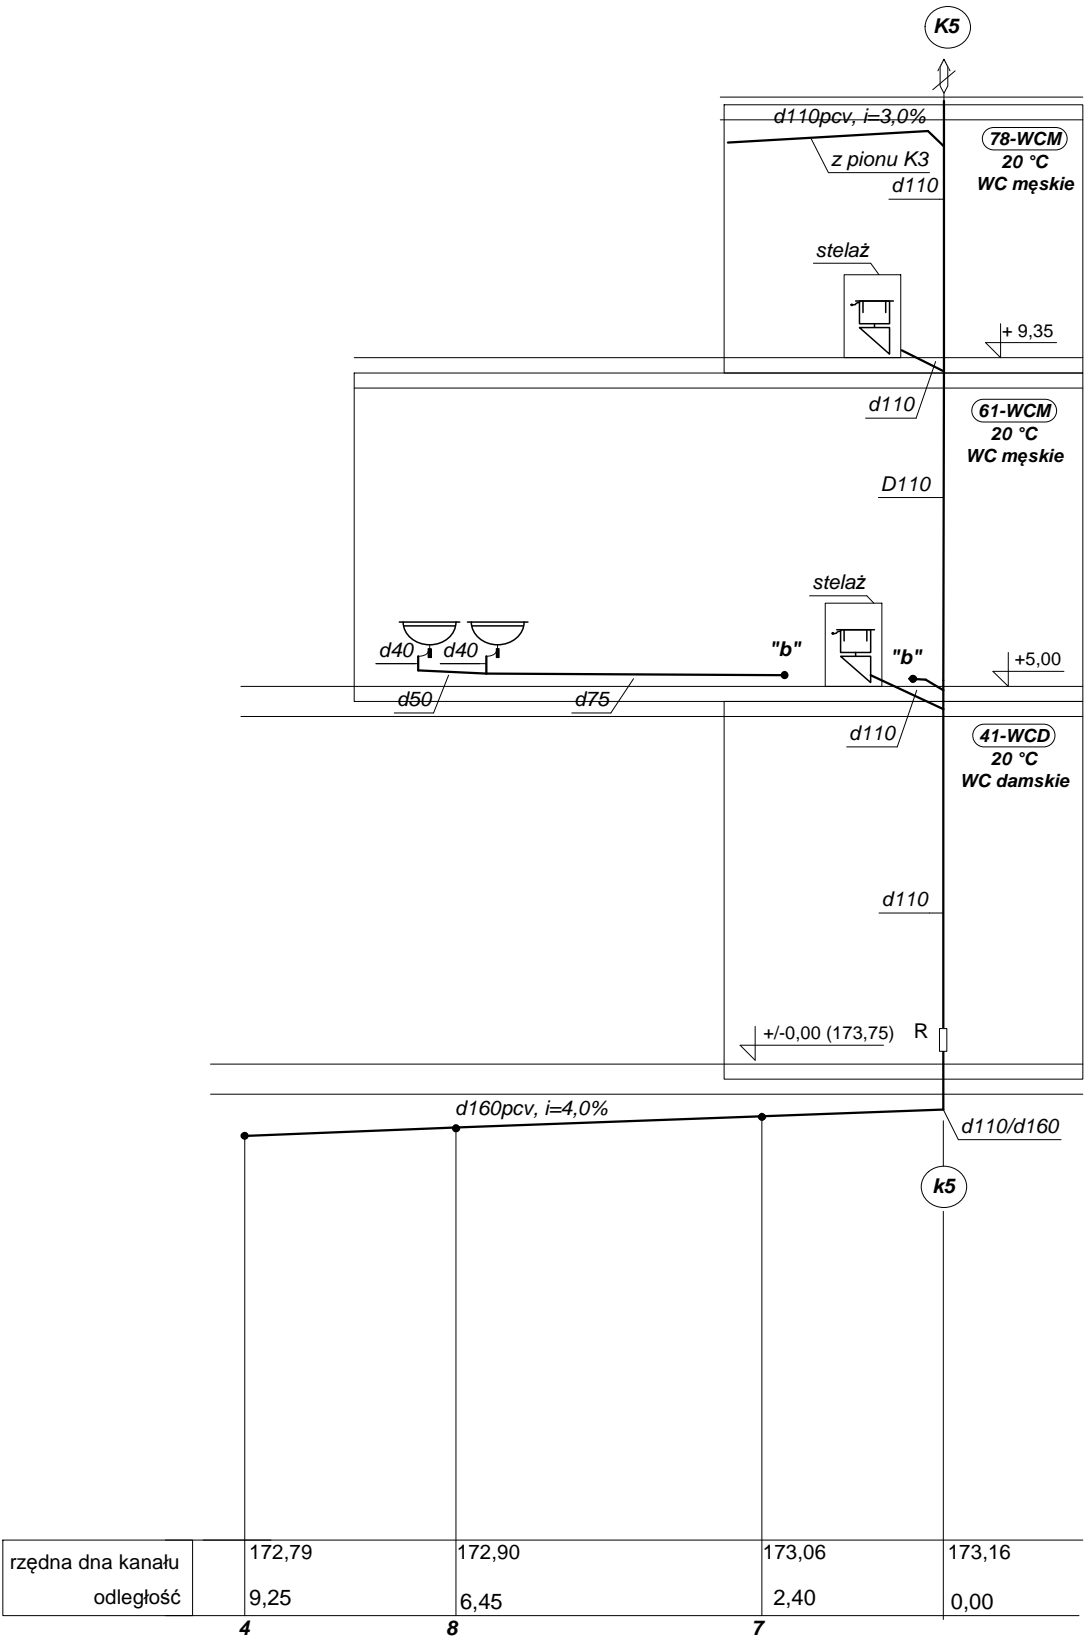 K5
d110pcv, i=3,0%
z pionu K3
d110
78-WCM
20 °C
WC męskie
stelaż
+ 9,35
d110
61-WCM
20 °C
WC męskie
D110
stelaż
d40
d40
"b"
"b"
+5,00
d50
d75
d110
41-WCD
20 °C
WC damskie
d110
+/-0,00 (173,75)
R
d160pcv, i=4,0%
d110/d160
k5
rzędna dna kanału
172,79
172,90
173,06
173,16
odległość
9,25
6,45
2,40
0,00
4
8
7